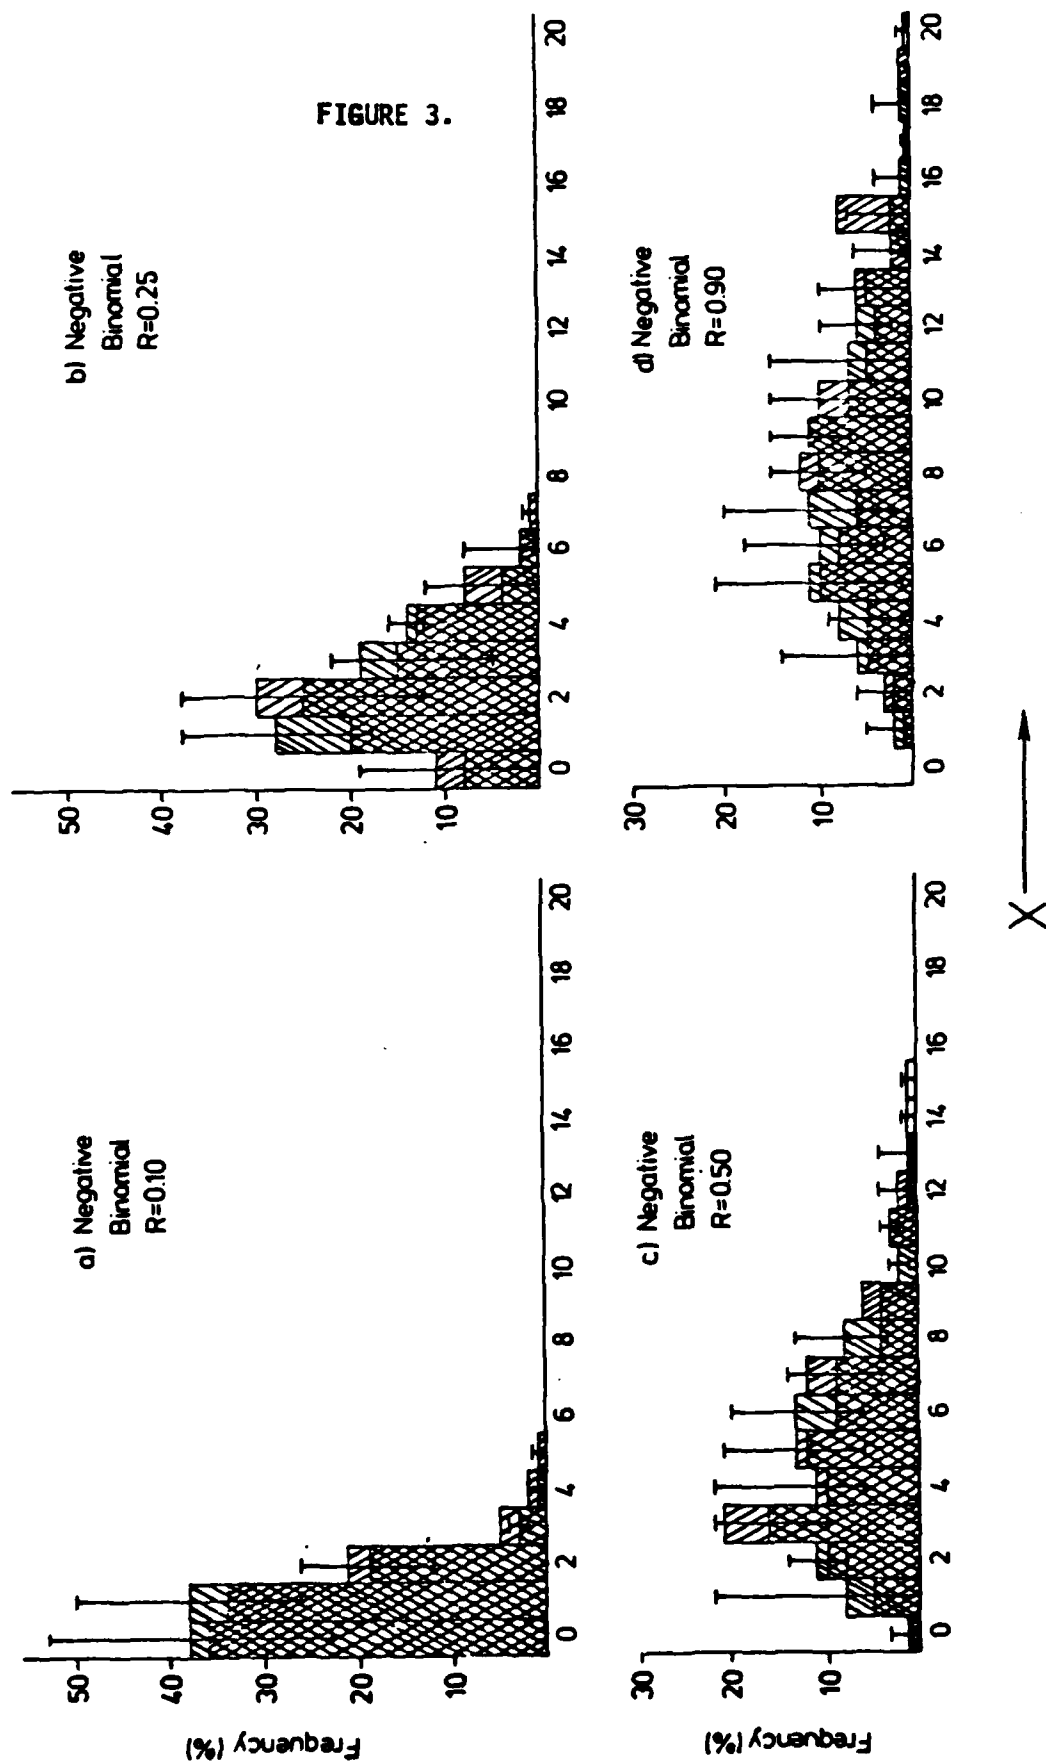 FIGURE 3.
a) Negative
Binomial
R=0.10
Frequency (%)
50
40
30
20
10
0 2 4 6 8 10 12 14 16 18 20
b) Negative
Binomial
R=0.25
50
40
30
20
10
0 2 4 6 8 10 12 14 16 18 20
c) Negative
Binomial
R=0.50
Frequency (%)
30
20
10
0 2 4 6 8 10 12 14 16 18 20
d) Negative
Binomial
R=0.90
30
20
10
0 2 4 6 8 10 12 14 16 18 20
X